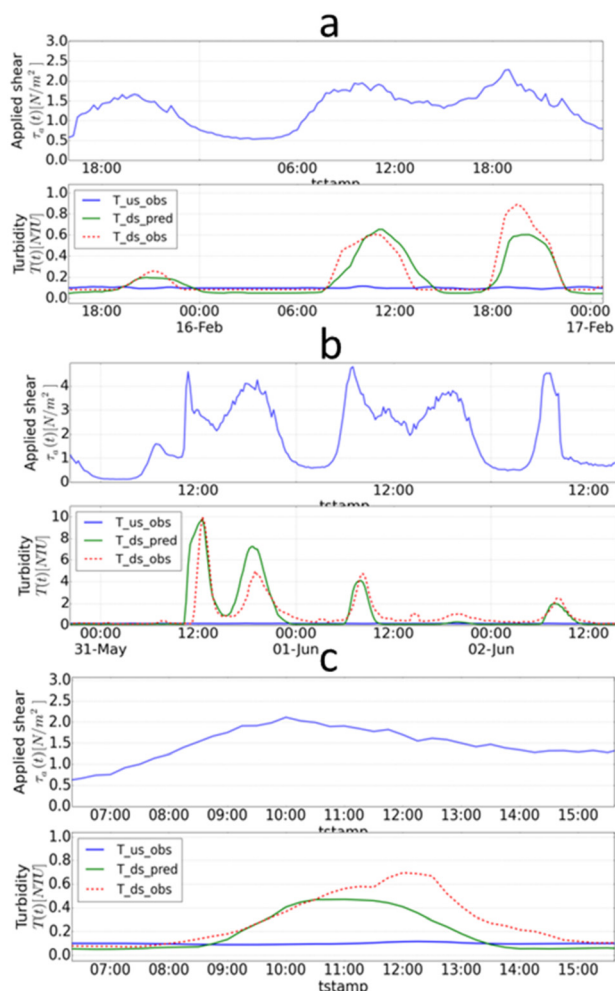 a
Applied shear
τₐ(t)[N/m²]
3.0
2.5
2.0
1.5
1.0
0.5
0.0
18:00 06:00 12:00 18:00
tstamp
Turbidity
T(t)[NTU]
1.0
0.8
0.6
0.4
0.2
0.0
T_us_obs
T_ds_pred
T_ds_obs
18:00 00:00 06:00 12:00 18:00 00:00
16-Feb 17-Feb
b
Applied shear
τₐ(t)[N/m²]
4
3
2
1
0
12:00 12:00 12:00
tstamp
Turbidity
T(t)[NTU]
10
8
6
4
2
0
T_us_obs
T_ds_pred
T_ds_obs
00:00 12:00 00:00 12:00 00:00 12:00
31-May 01-Jun 02-Jun
c
Applied shear
τₐ(t)[N/m²]
3.0
2.5
2.0
1.5
1.0
0.5
0.0
07:00 08:00 09:00 10:00 11:00 12:00 13:00 14:00 15:00
tstamp
Turbidity
T(t)[NTU]
1.0
0.8
0.6
0.4
0.2
0.0
T_us_obs
T_ds_pred
T_ds_obs
07:00 08:00 09:00 10:00 11:00 12:00 13:00 14:00 15:00